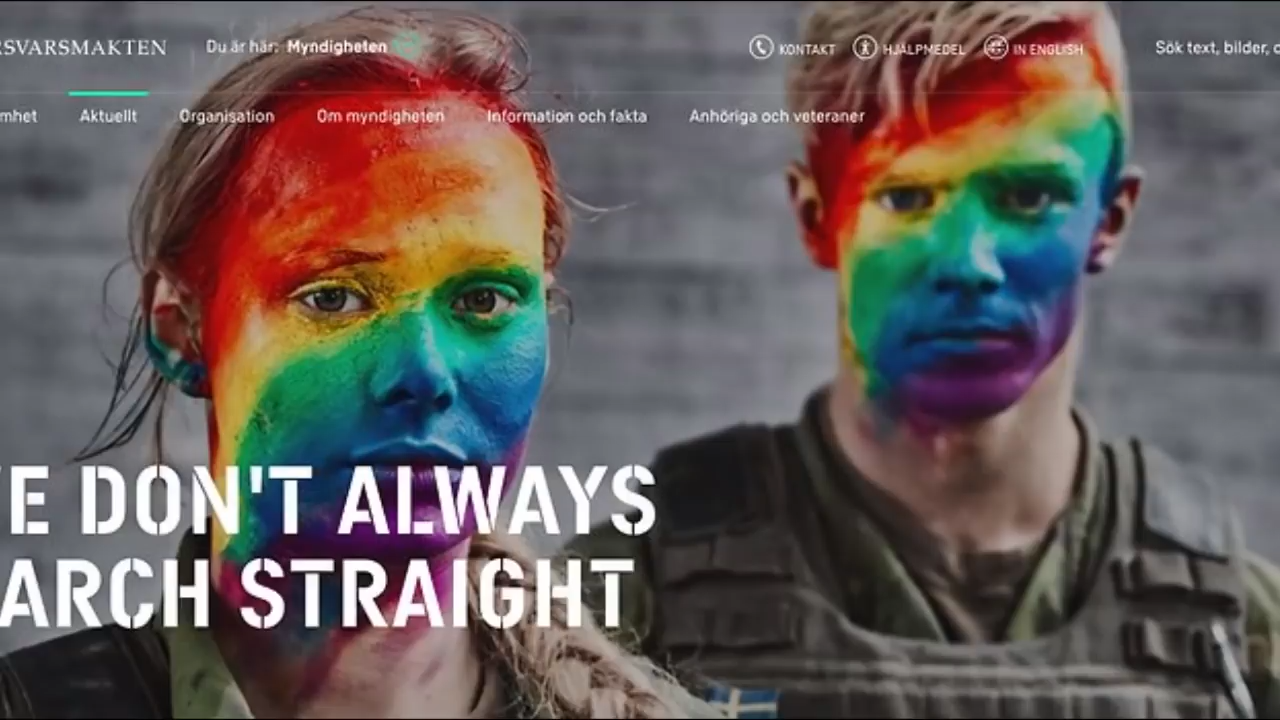 RSVARSMAKTEN
Du är här: Myndigheten
KONTAKT
HJÄLPMEDEL
IN ENGLISH
Sök text, bilder, o
mhet
Aktuellt
Organisation
Om myndigheten
Information och fakta
Anhöriga och veteraner
E DON'T ALWAYS
ARCH STRAIGHT